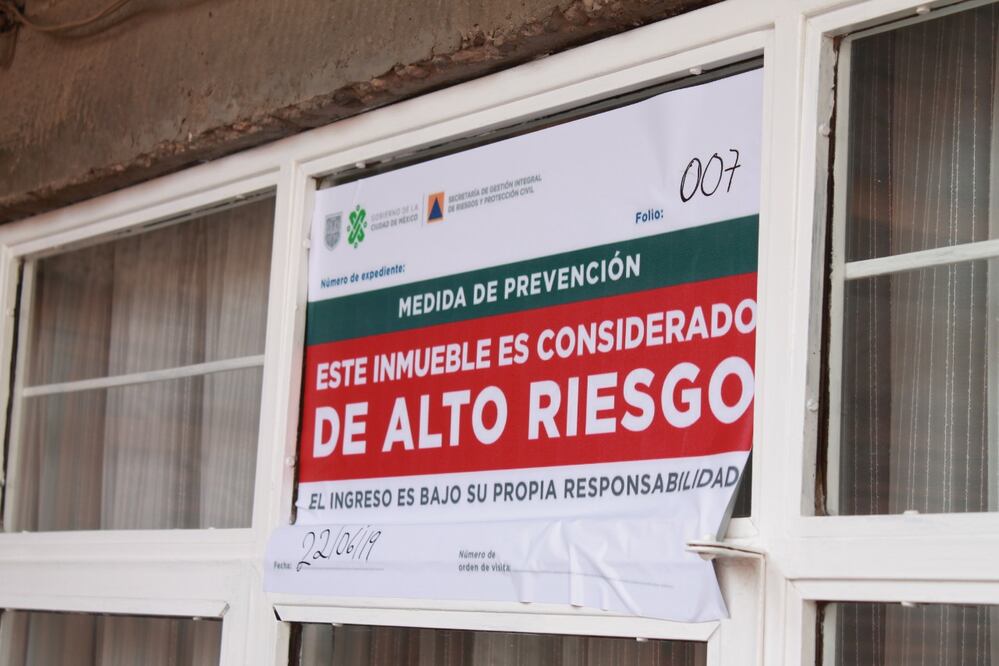 GOBIERNO DE LA
CIUDAD DE MÉXICO
SECRETARÍA DE GESTIÓN INTEGRAL
DE RIESGOS Y PROTECCIÓN CIVIL
007
Folio:
Número de expediente:
MEDIDA DE PREVENCIÓN
ESTE INMUEBLE ES CONSIDERADO
DE ALTO RIESGO
EL INGRESO ES BAJO SU PROPIA RESPONSABILIDAD
Fecha: 22/06/19
Número de
orden de visita: